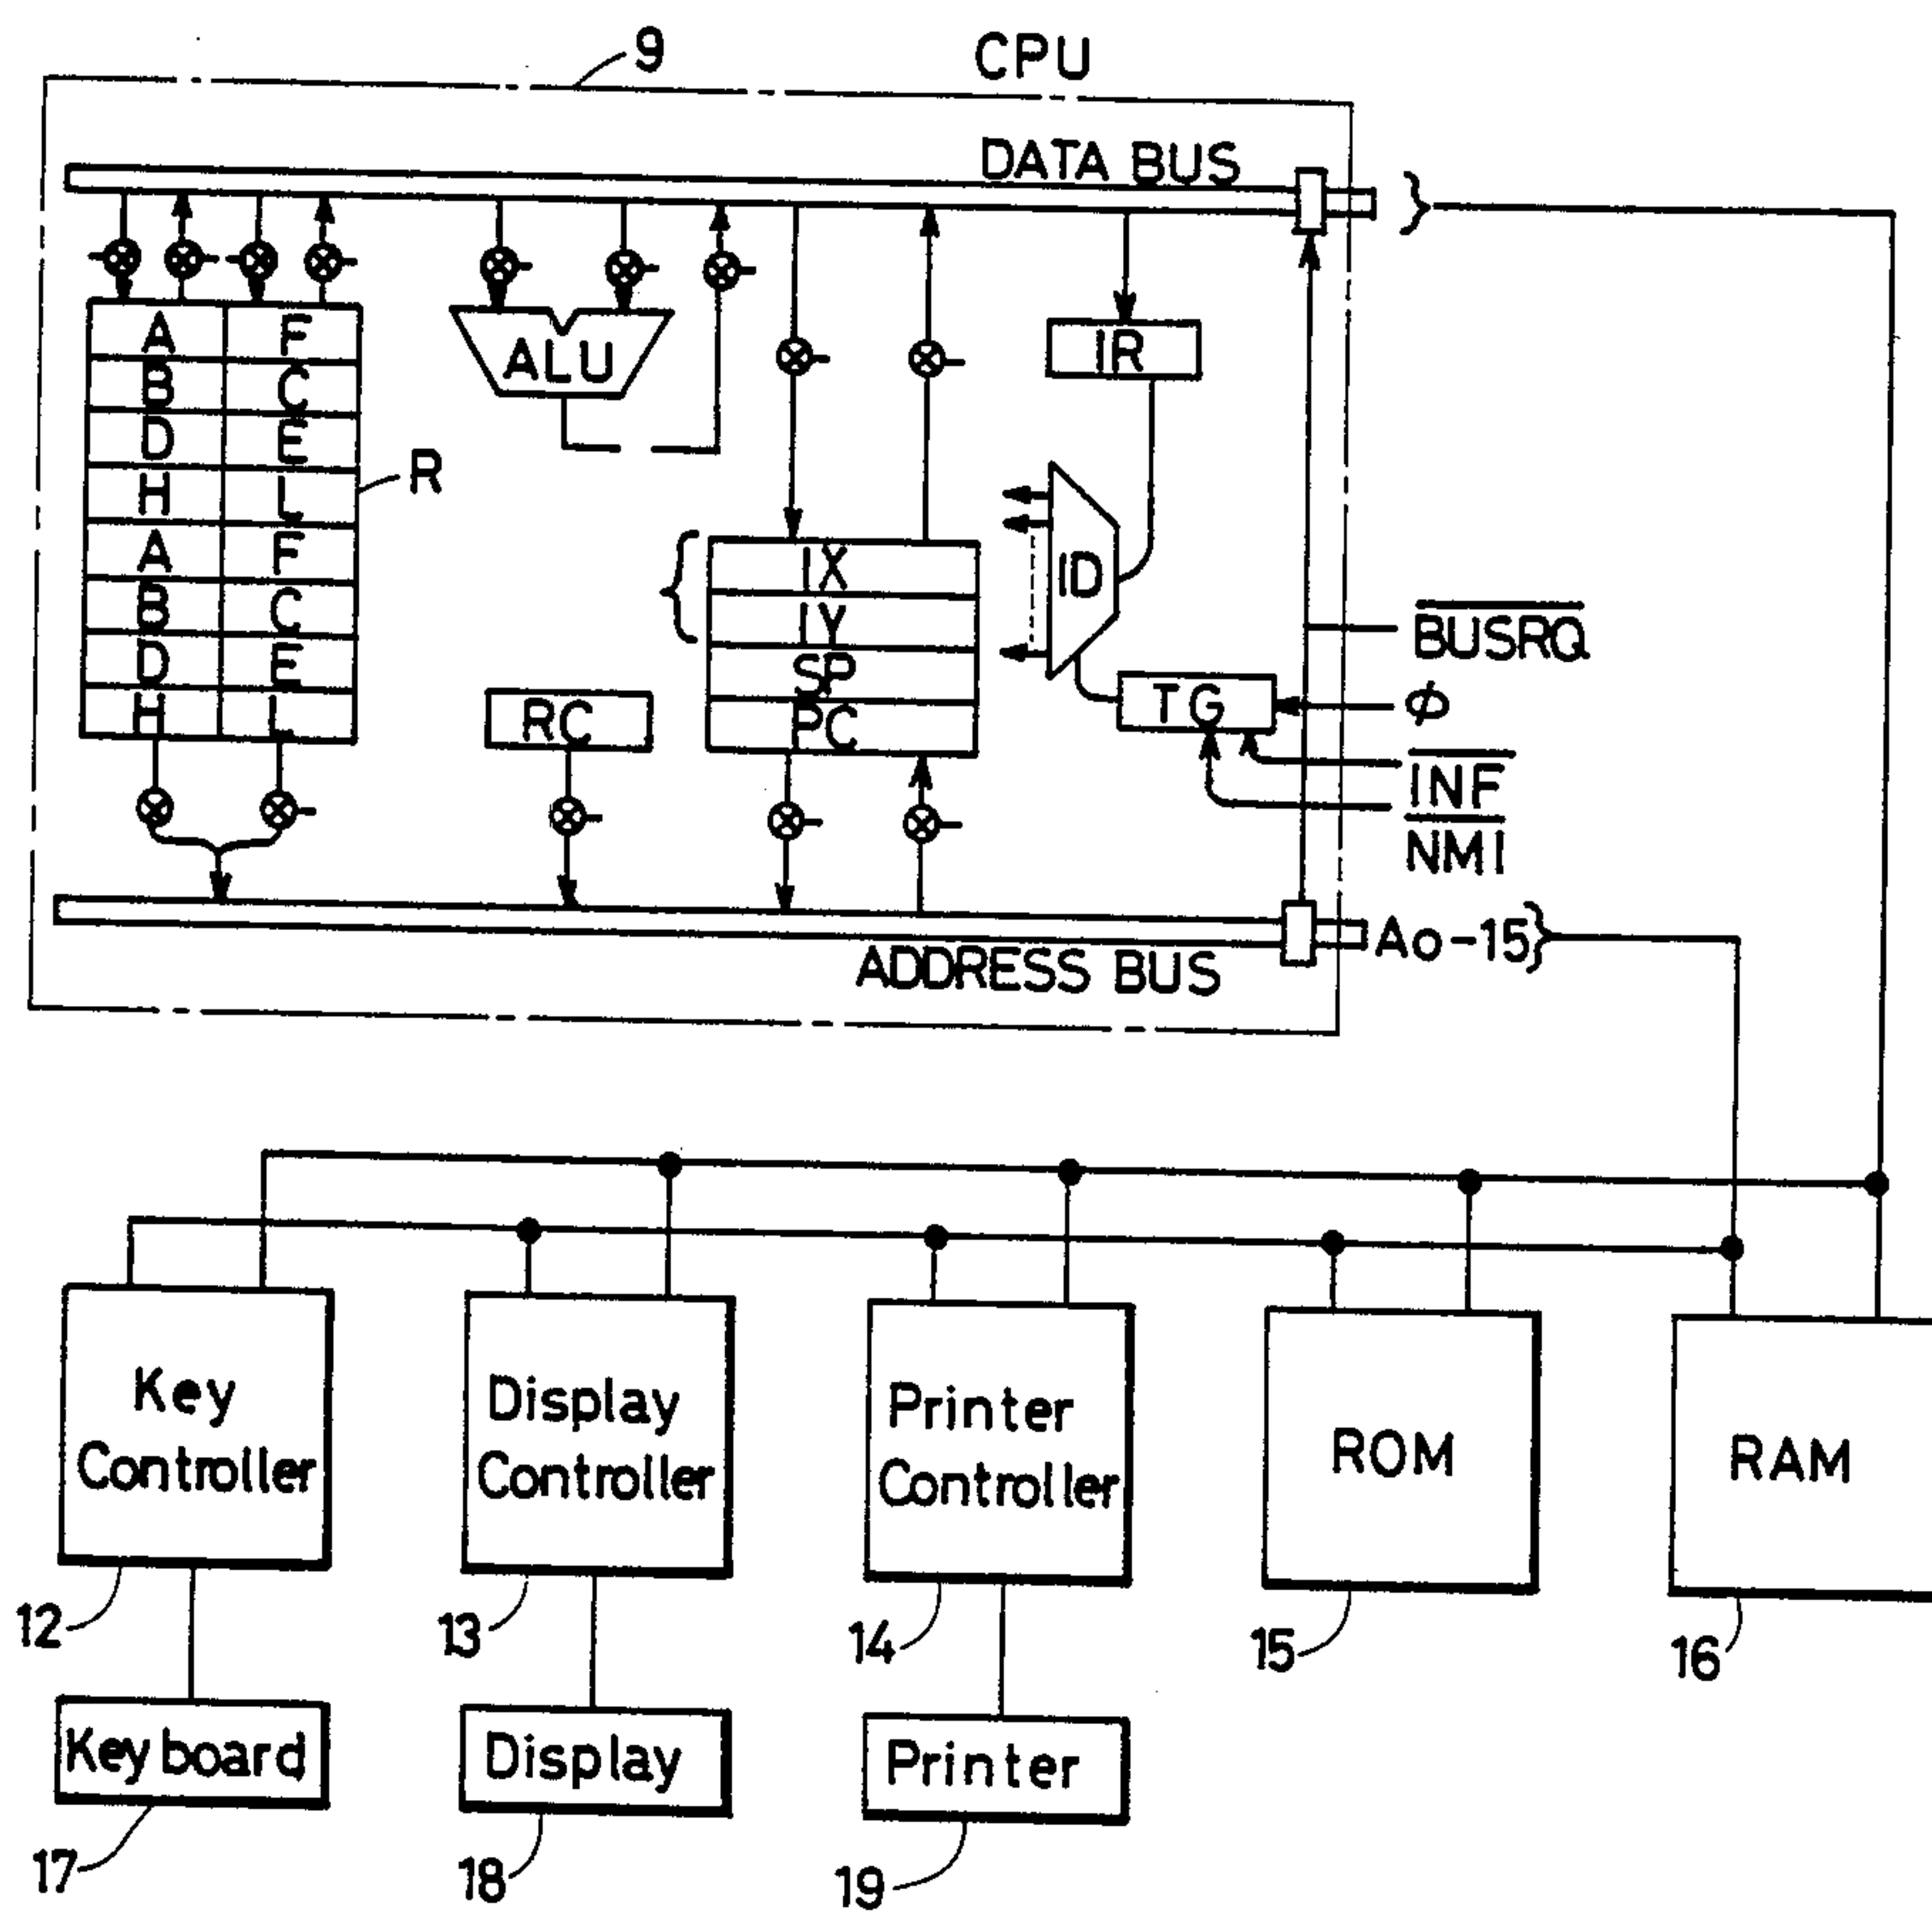 9
CPU
DATA BUS
A F
B C
D E
H L
A F
B C
D E
H L
R
ALU
IR
ID
IX
IY
SP
PC
RC
TG
BUSRQ
φ
INF
NMI
Ao-15
ADDRESS BUS
Key
Controller
Display
Controller
Printer
Controller
ROM
RAM
12
13
14
15
16
Keyboard
Display
Printer
17
18
19